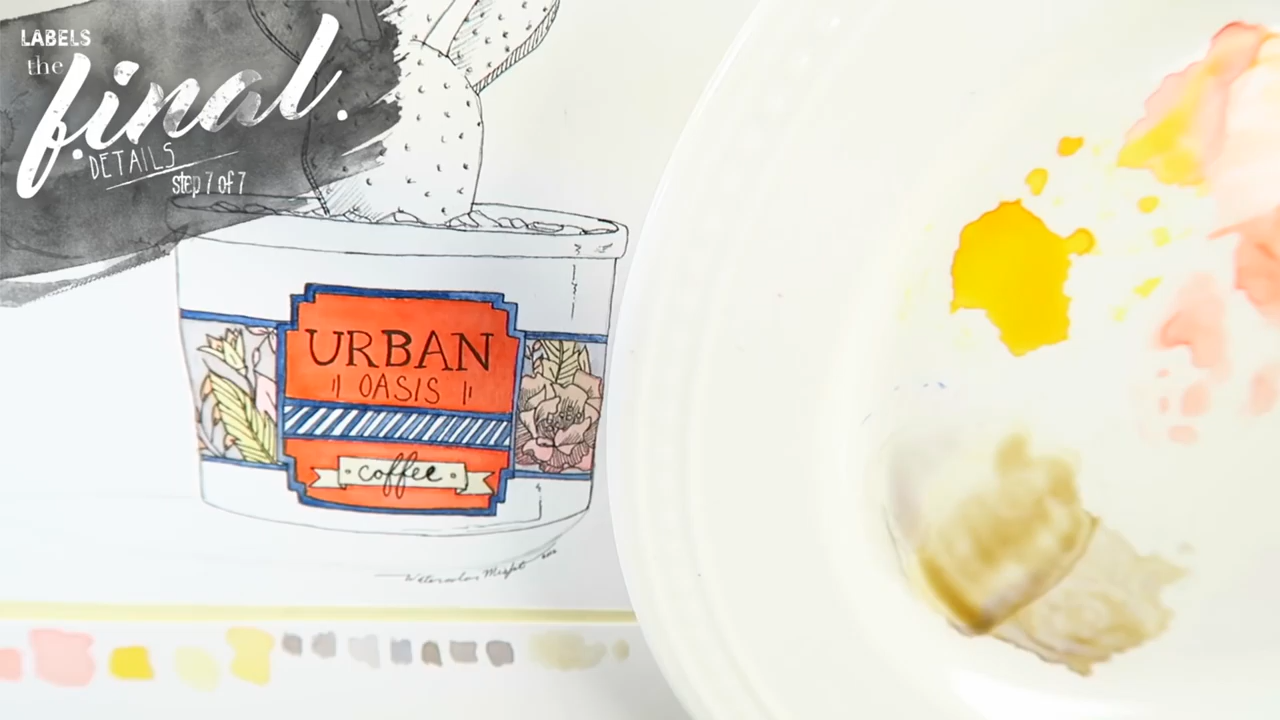 LABELS
the
final.
DETAILS
step 7 of 7
URBAN
OASIS
coffee